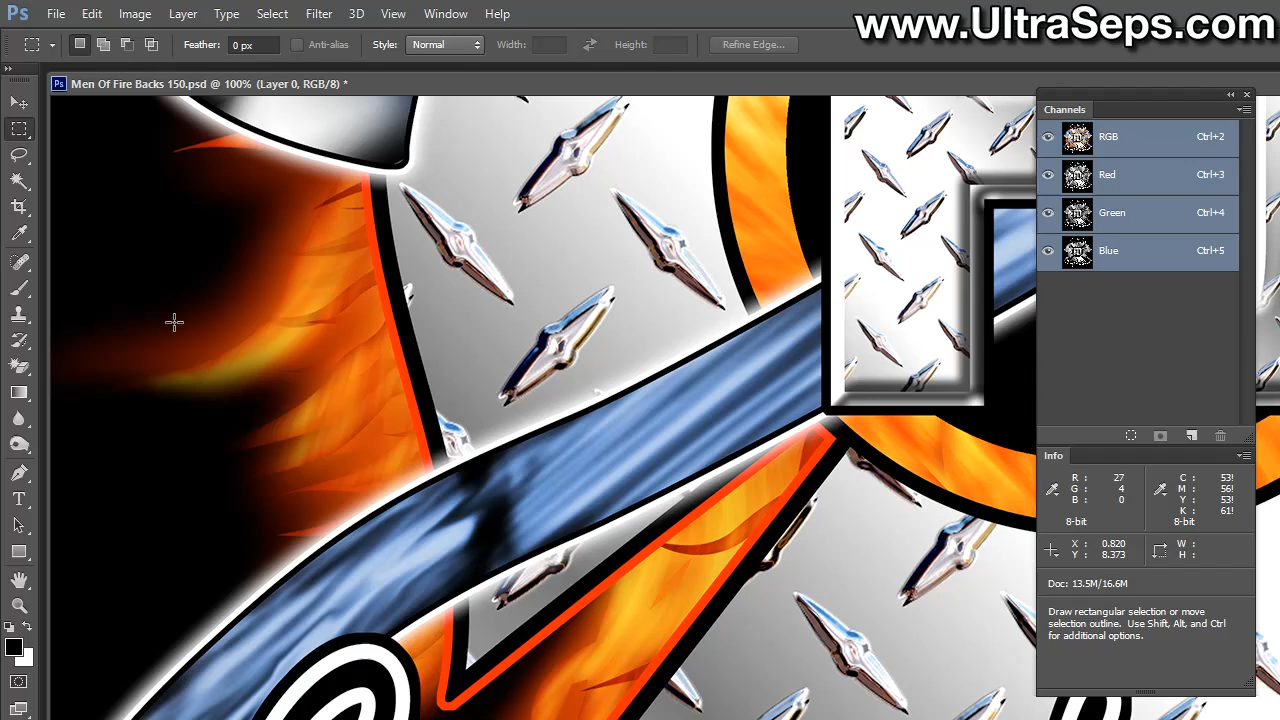 Ps File Edit Image Layer Type Select Filter 3D View Window Help
www.UltraSeps.com
Feather: 0 px Anti-alias Style: Normal Width: Height: Refine Edge...
Ps Men Of Fire Backs 150.psd @ 100% (Layer 0, RGB/8) *
Channels
RGB Ctrl+2
Red Ctrl+3
Green Ctrl+4
Blue Ctrl+5
Info
R : 27 C : 53!
G : 4 M : 56!
B : 0 Y : 53!
K : 61!
8-bit 8-bit
X : 0.820 W :
Y : 8.373 H :
Doc: 13.5M/16.6M
Draw rectangular selection or move
selection outline. Use Shift, Alt, and Ctrl
for additional options.